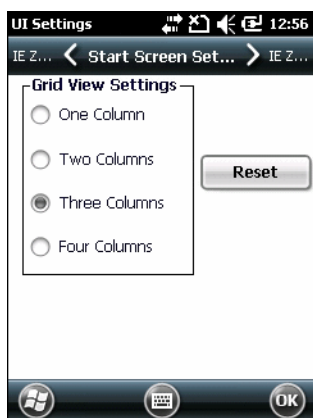 UI Settings 12:56
IE Z... Start Screen Set... IE Z...
Grid View Settings
One Column
Two Columns
Reset
Three Columns
Four Columns
OK